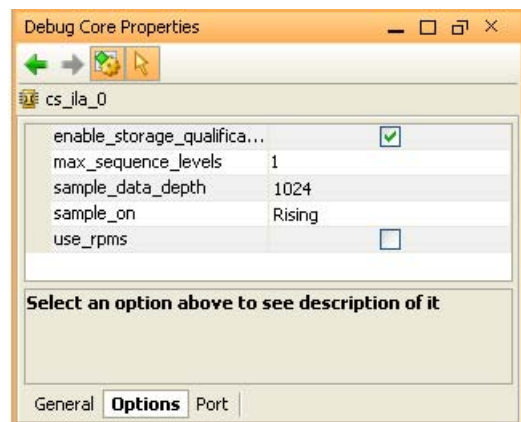 Debug Core Properties
cs_ila_0
enable_storage_qualifica...
max_sequence_levels 1
sample_data_depth 1024
sample_on Rising
use_rpms
Select an option above to see description of it
General Options Port